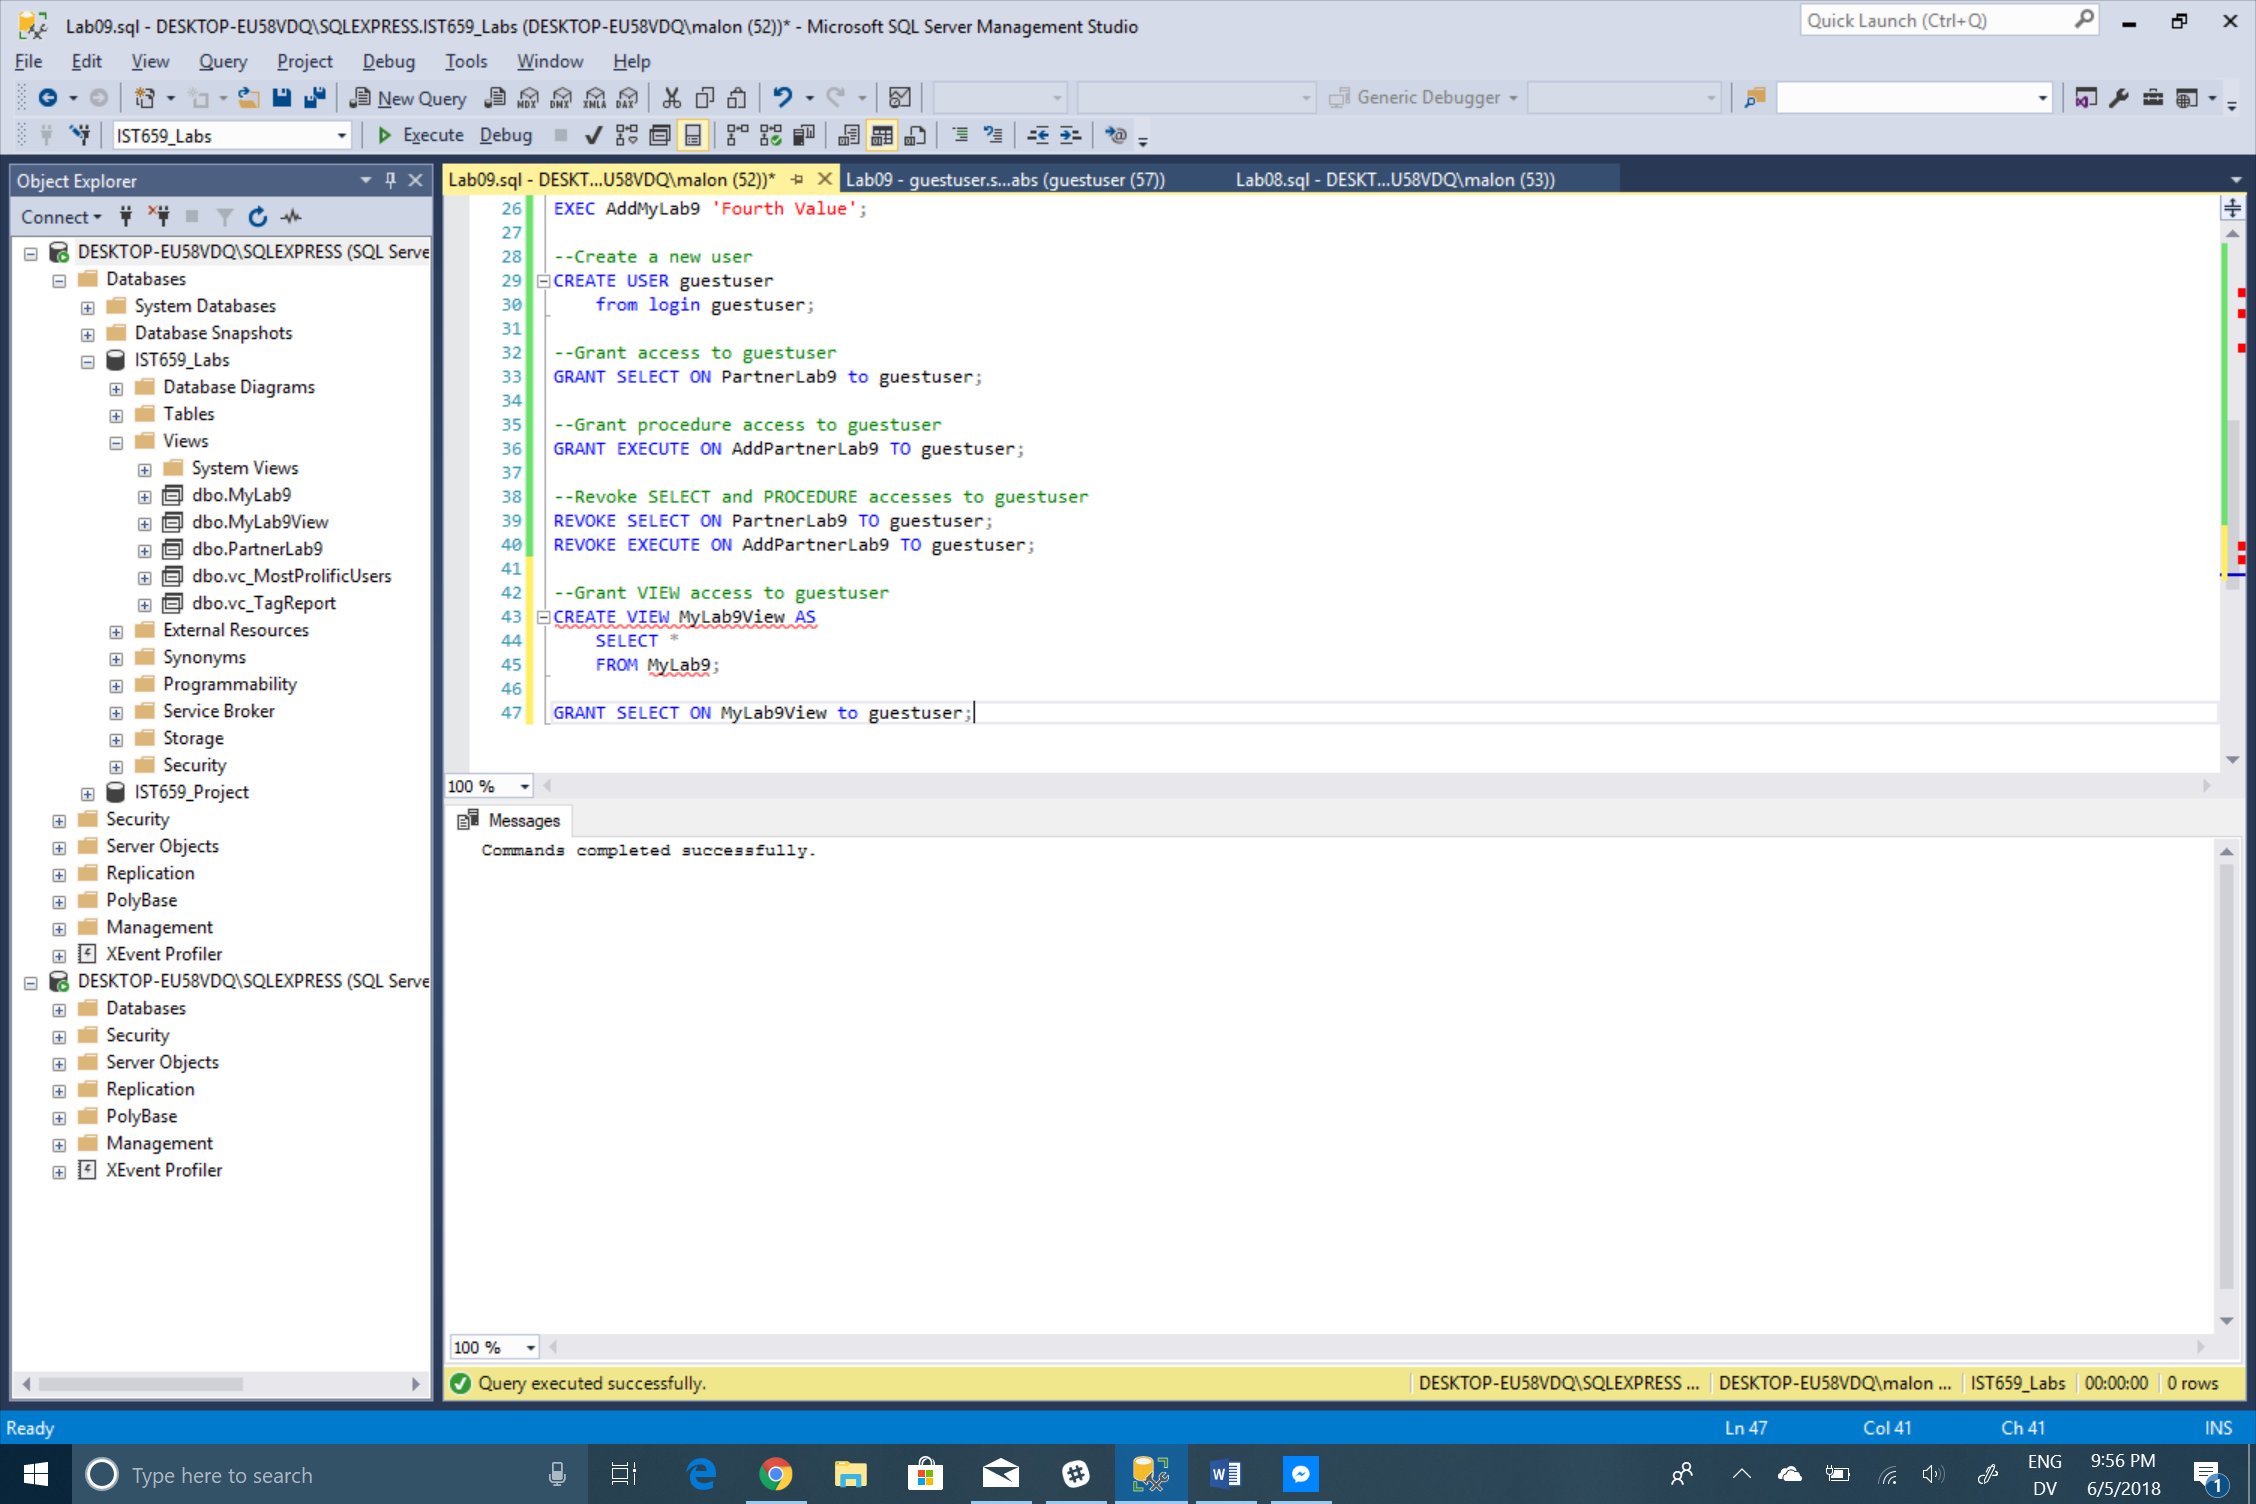 Lab09.sql - DESKTOP-EU58VDQ\SQLEXPRESS.IST659_Labs (DESKTOP-EU58VDQ\malon (52))* - Microsoft SQL Server Management Studio
Quick Launch (Ctrl+Q)
File Edit View Query Project Debug Tools Window Help
New Query MDX DMX XMLA DAX Generic Debugger
IST659_Labs Execute Debug
Object Explorer
Lab09.sql - DESKT...U58VDQ\malon (52))* Lab09 - guestuser.s...abs (guestuser (57)) Lab08.sql - DESKT...U58VDQ\malon (53))
Connect
DESKTOP-EU58VDQ\SQLEXPRESS (SQL Serve
Databases
System Databases
Database Snapshots
IST659_Labs
Database Diagrams
Tables
Views
System Views
dbo.MyLab9
dbo.MyLab9View
dbo.PartnerLab9
dbo.vc_MostProlificUsers
dbo.vc_TagReport
External Resources
Synonyms
Programmability
Service Broker
Storage
Security
IST659_Project
Security
Server Objects
Replication
PolyBase
Management
XEvent Profiler
DESKTOP-EU58VDQ\SQLEXPRESS (SQL Serve
Databases
Security
Server Objects
Replication
PolyBase
Management
XEvent Profiler
26 EXEC AddMyLab9 'Fourth Value';
27
28 --Create a new user
29 CREATE USER guestuser
30 from login guestuser;
31
32 --Grant access to guestuser
33 GRANT SELECT ON PartnerLab9 to guestuser;
34
35 --Grant procedure access to guestuser
36 GRANT EXECUTE ON AddPartnerLab9 TO guestuser;
37
38 --Revoke SELECT and PROCEDURE accesses to guestuser
39 REVOKE SELECT ON PartnerLab9 TO guestuser;
40 REVOKE EXECUTE ON AddPartnerLab9 TO guestuser;
41
42 --Grant VIEW access to guestuser
43 CREATE VIEW MyLab9View AS
44 SELECT *
45 FROM MyLab9;
46
47 GRANT SELECT ON MyLab9View to guestuser;
100 %
Messages
Commands completed successfully.
100 %
Query executed successfully. DESKTOP-EU58VDQ\SQLEXPRESS ... DESKTOP-EU58VDQ\malon ... IST659_Labs 00:00:00 0 rows
Ready Ln 47 Col 41 Ch 41 INS
Type here to search
ENG
DV
9:56 PM
6/5/2018
1